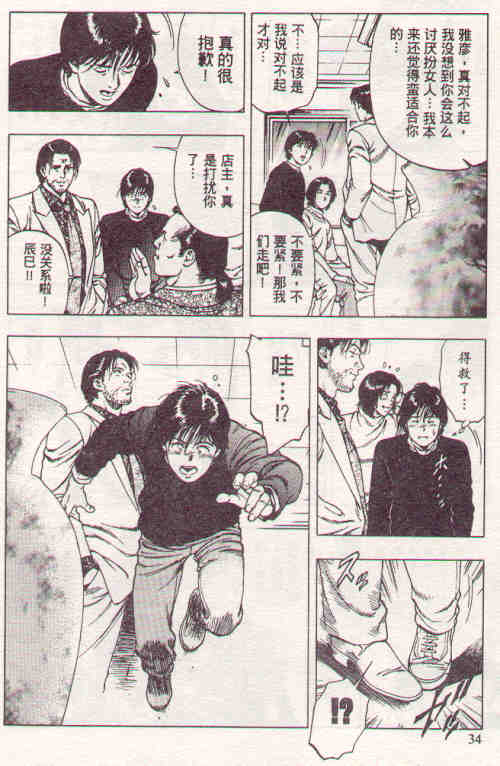 雅彦，真对不起，
我没想到你会这么
讨厌扮女人…我本
来还觉得蛮适合你
的…
不…应该是
我说对不起
才对…
不要紧，不
要紧！那我
们走吧！
真的很
抱歉！
店主，真
是打扰你
了…
没关系啦！
辰巳!!
得救了…
ホッ
哇…!?
!?
34